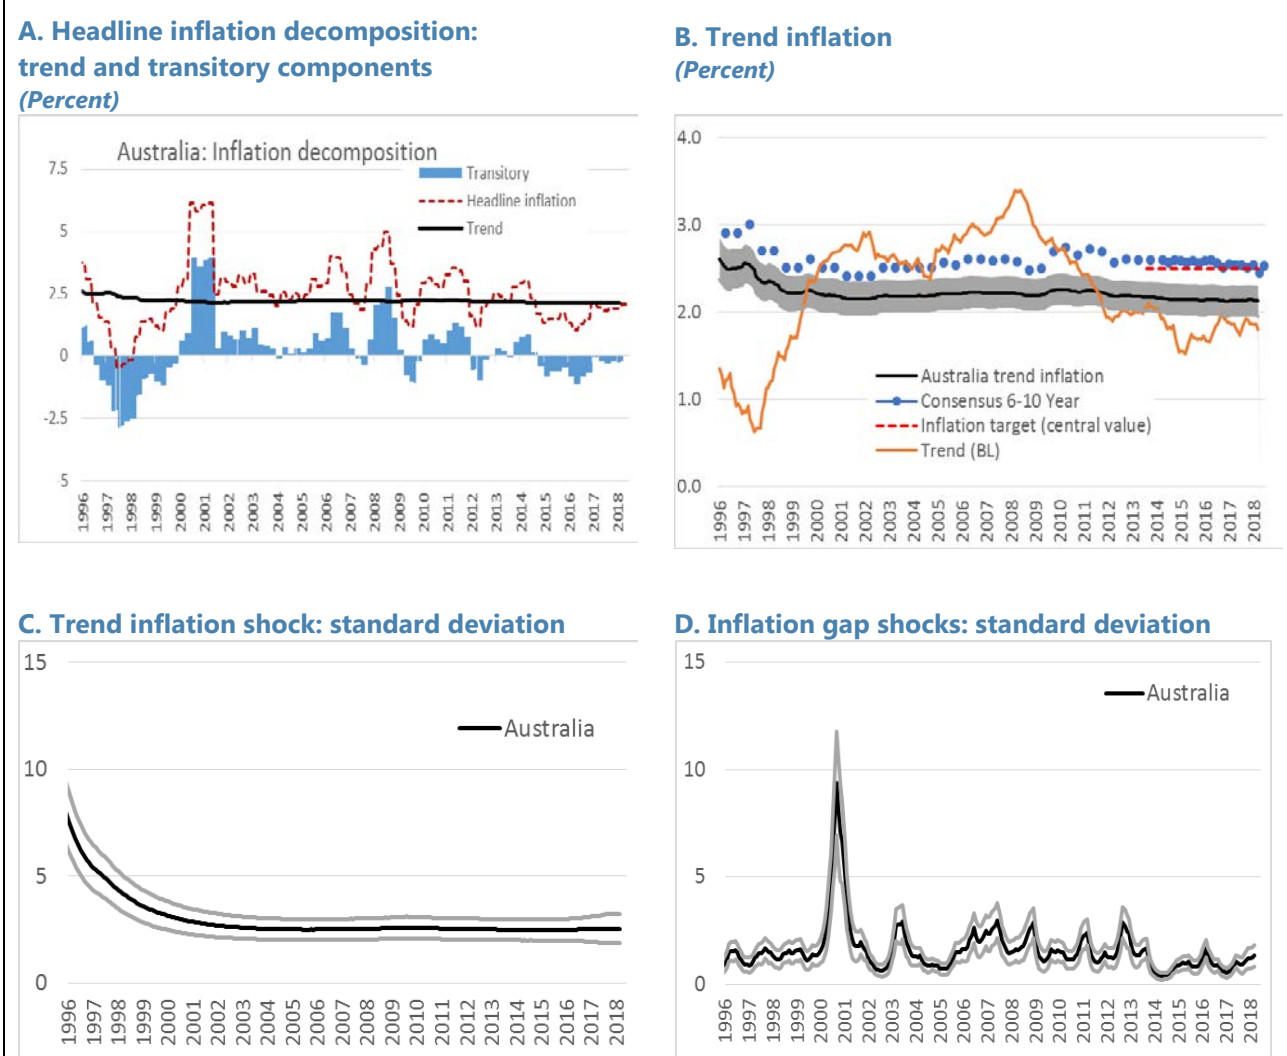 A. Headline inflation decomposition:
trend and transitory components
(Percent)
Australia: Inflation decomposition
7.5
5
2.5
0
-2.5
-5
Transitory
Headline inflation
Trend
1996 1997 1998 1999 2000 2001 2002 2003 2004 2005 2006 2007 2008 2009 2010 2011 2012 2013 2014 2015 2016 2017 2018
B. Trend inflation
(Percent)
4.0
3.0
2.0
1.0
0.0
Australia trend inflation
Consensus 6-10 Year
Inflation target (central value)
Trend (BL)
1996 1997 1998 1999 2000 2001 2002 2003 2004 2005 2006 2007 2008 2009 2010 2011 2012 2013 2014 2015 2016 2017 2018
C. Trend inflation shock: standard deviation
15
10
5
0
Australia
1996 1997 1998 1999 2000 2001 2002 2003 2004 2005 2006 2007 2008 2009 2010 2011 2012 2013 2014 2015 2016 2017 2018
D. Inflation gap shocks: standard deviation
15
10
5
0
Australia
1996 1997 1998 1999 2000 2001 2002 2003 2004 2005 2006 2007 2008 2009 2010 2011 2012 2013 2014 2015 2016 2017 2018